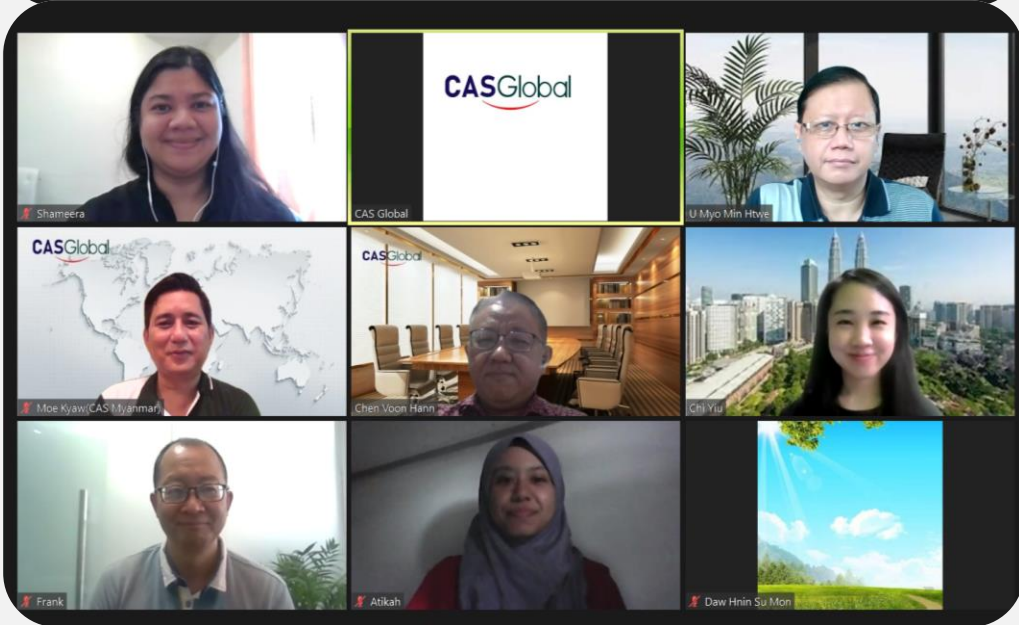 CASGlobal
Shameera
CAS Global
U Myo Min Htwe
CASGlobal
CASGlobal
Moe Kyaw(CAS Myanmar)
Chen Voon Hann
Chi Yiu
Frank
Atikah
Daw Hnin Su Mon